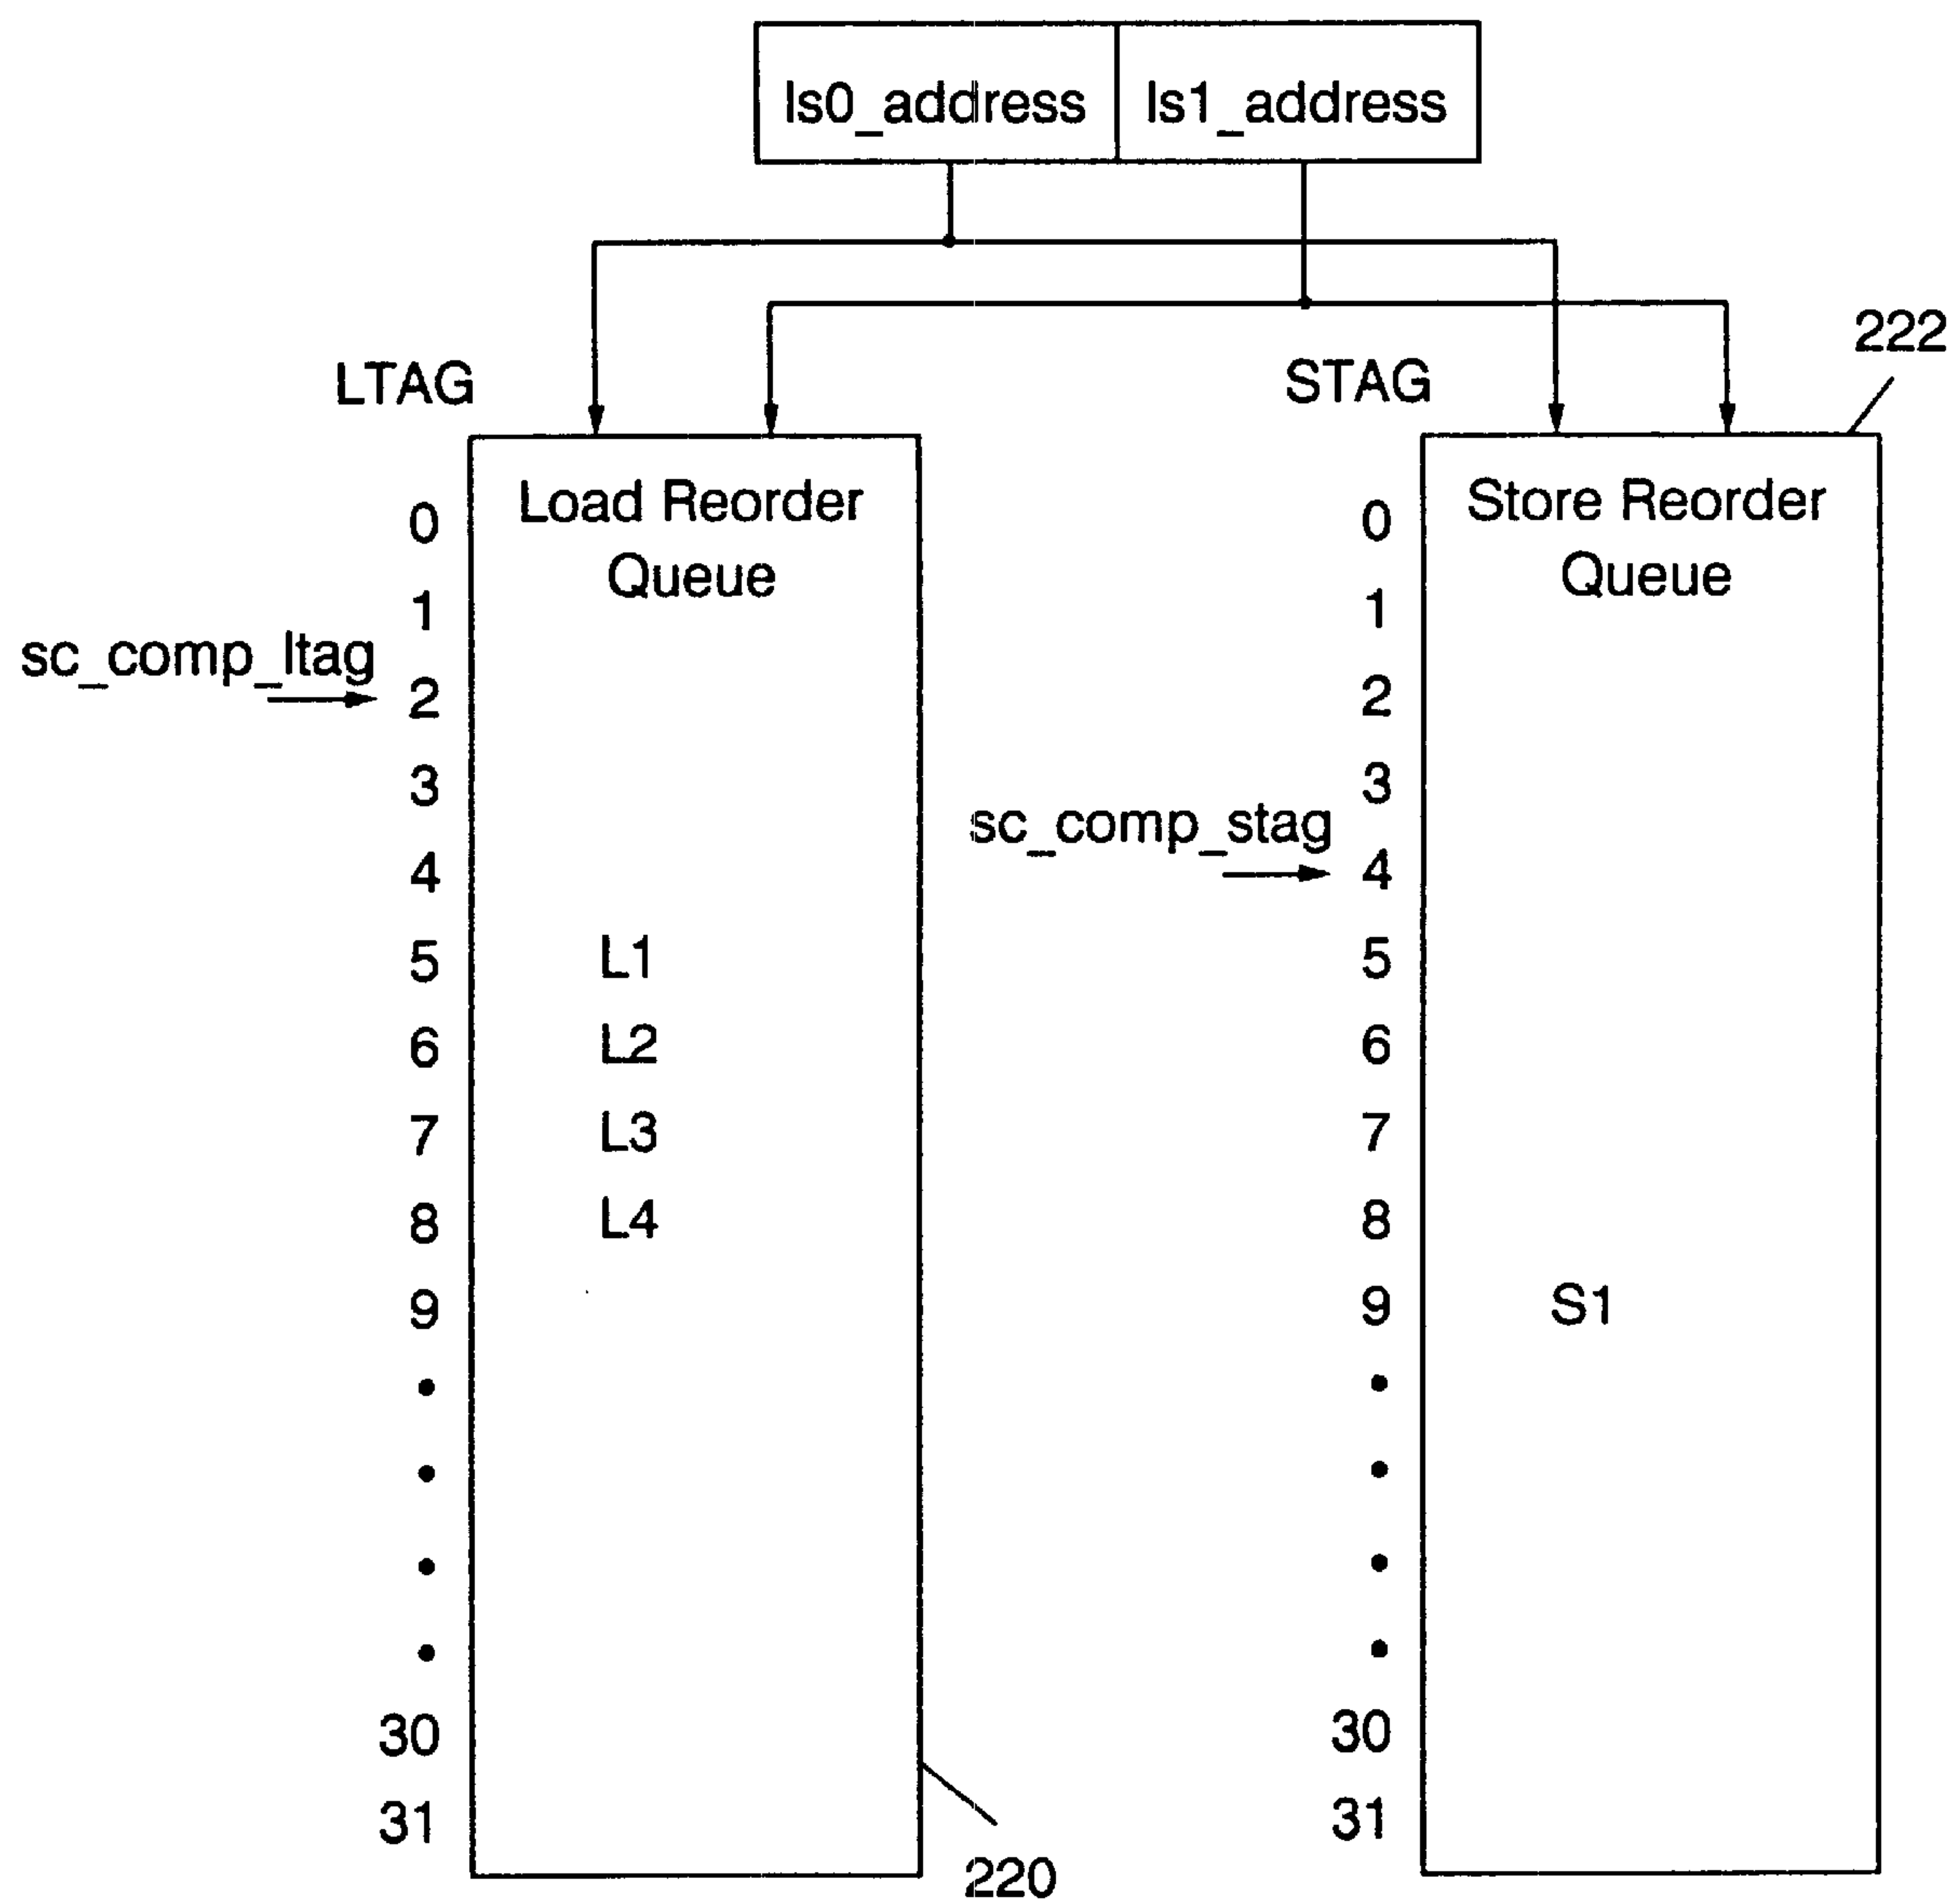 ls0_address ls1_address
222
LTAG
STAG
Load Reorder
Queue
Store Reorder
Queue
sc_comp_ltag
sc_comp_stag
0
1
2
3
4
5 L1
6 L2
7 L3
8 L4
9
30
31
0
1
2
3
4
5
6
7
8
9 S1
30
31
220